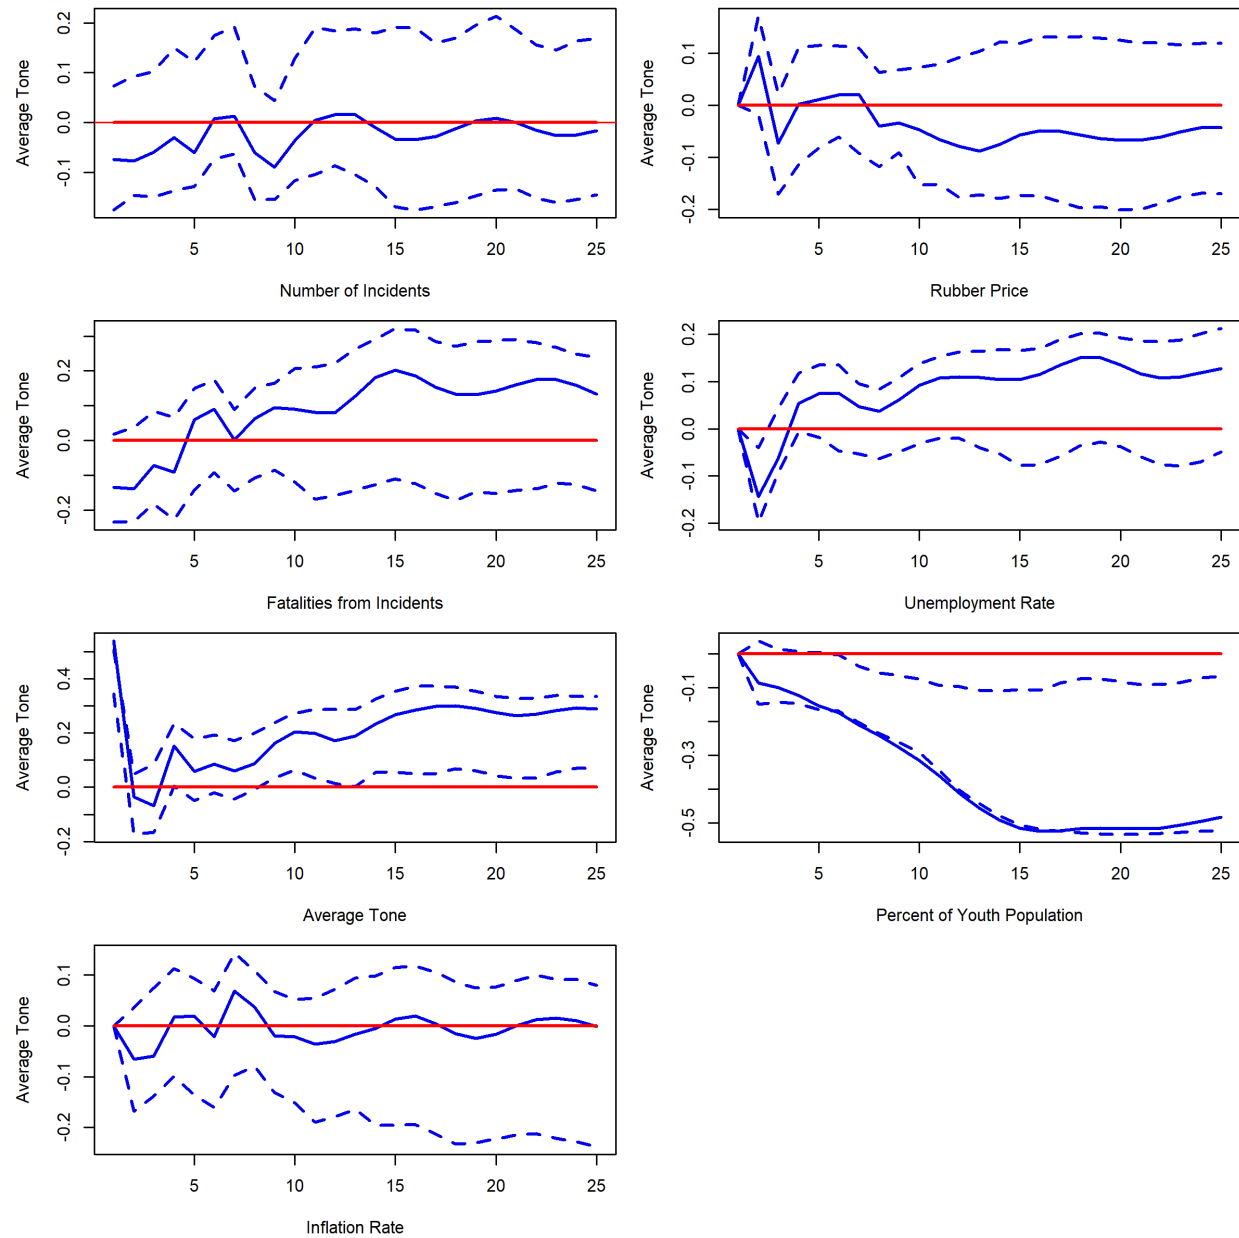 Average Tone
0.2
0.1
0.0
-0.1
5 10 15 20 25
Number of Incidents
Average Tone
0.1
0.0
-0.1
-0.2
5 10 15 20 25
Rubber Price
Average Tone
0.2
0.0
-0.2
5 10 15 20 25
Fatalities from Incidents
Average Tone
0.2
0.1
0.0
-0.1
-0.2
5 10 15 20 25
Unemployment Rate
Average Tone
0.4
0.2
0.0
-0.2
5 10 15 20 25
Average Tone
Average Tone
-0.1
-0.3
-0.5
5 10 15 20 25
Percent of Youth Population
Average Tone
0.1
0.0
-0.1
-0.2
5 10 15 20 25
Inflation Rate